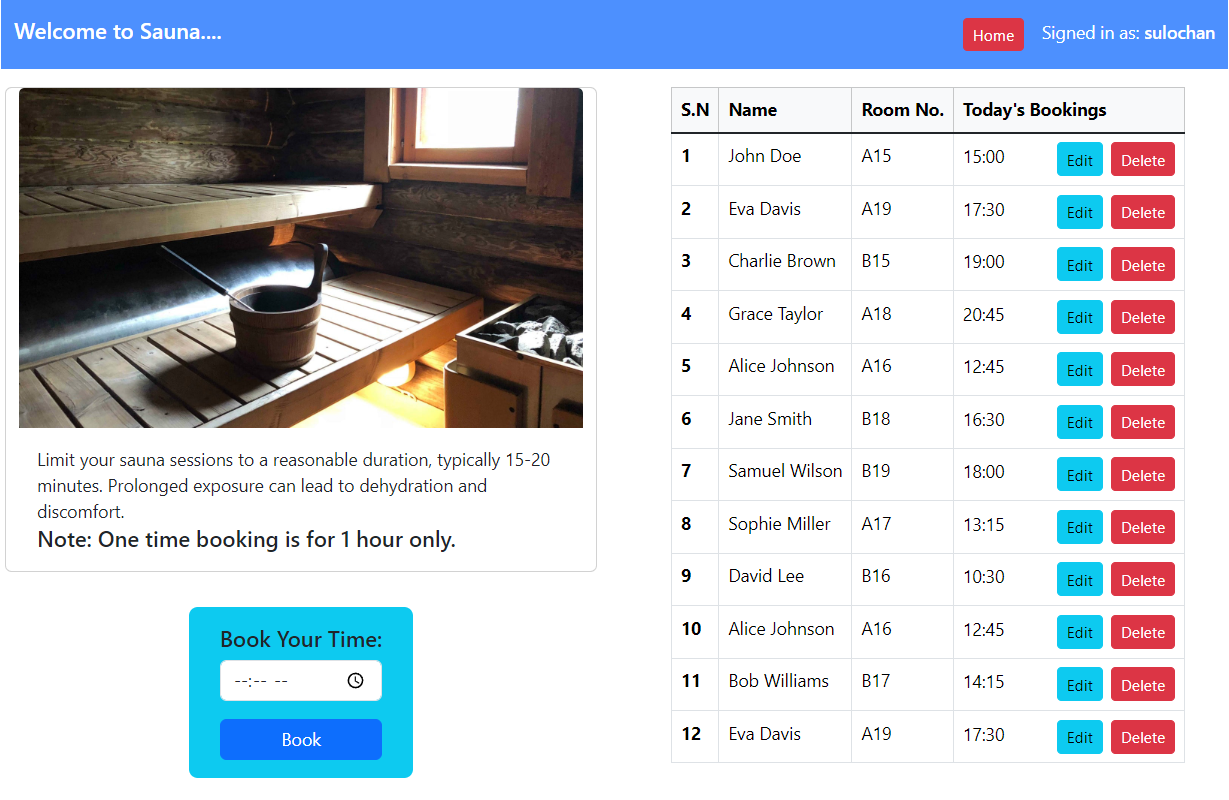 Welcome to Sauna....
Home Signed in as: sulochan
Limit your sauna sessions to a reasonable duration, typically 15-20
minutes. Prolonged exposure can lead to dehydration and
discomfort.
Note: One time booking is for 1 hour only.
Book Your Time:
--:-- --
Book
S.N Name Room No. Today's Bookings
1 John Doe A15 15:00 Edit Delete
2 Eva Davis A19 17:30 Edit Delete
3 Charlie Brown B15 19:00 Edit Delete
4 Grace Taylor A18 20:45 Edit Delete
5 Alice Johnson A16 12:45 Edit Delete
6 Jane Smith B18 16:30 Edit Delete
7 Samuel Wilson B19 18:00 Edit Delete
8 Sophie Miller A17 13:15 Edit Delete
9 David Lee B16 10:30 Edit Delete
10 Alice Johnson A16 12:45 Edit Delete
11 Bob Williams B17 14:15 Edit Delete
12 Eva Davis A19 17:30 Edit Delete